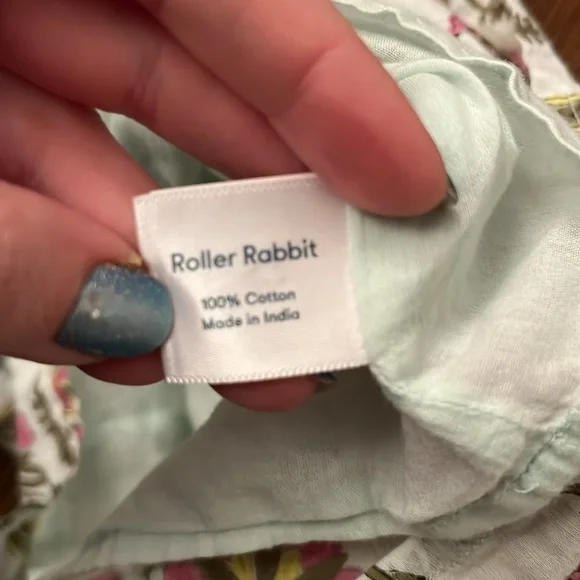 Roller Rabbit
100% Cotton
Made in India